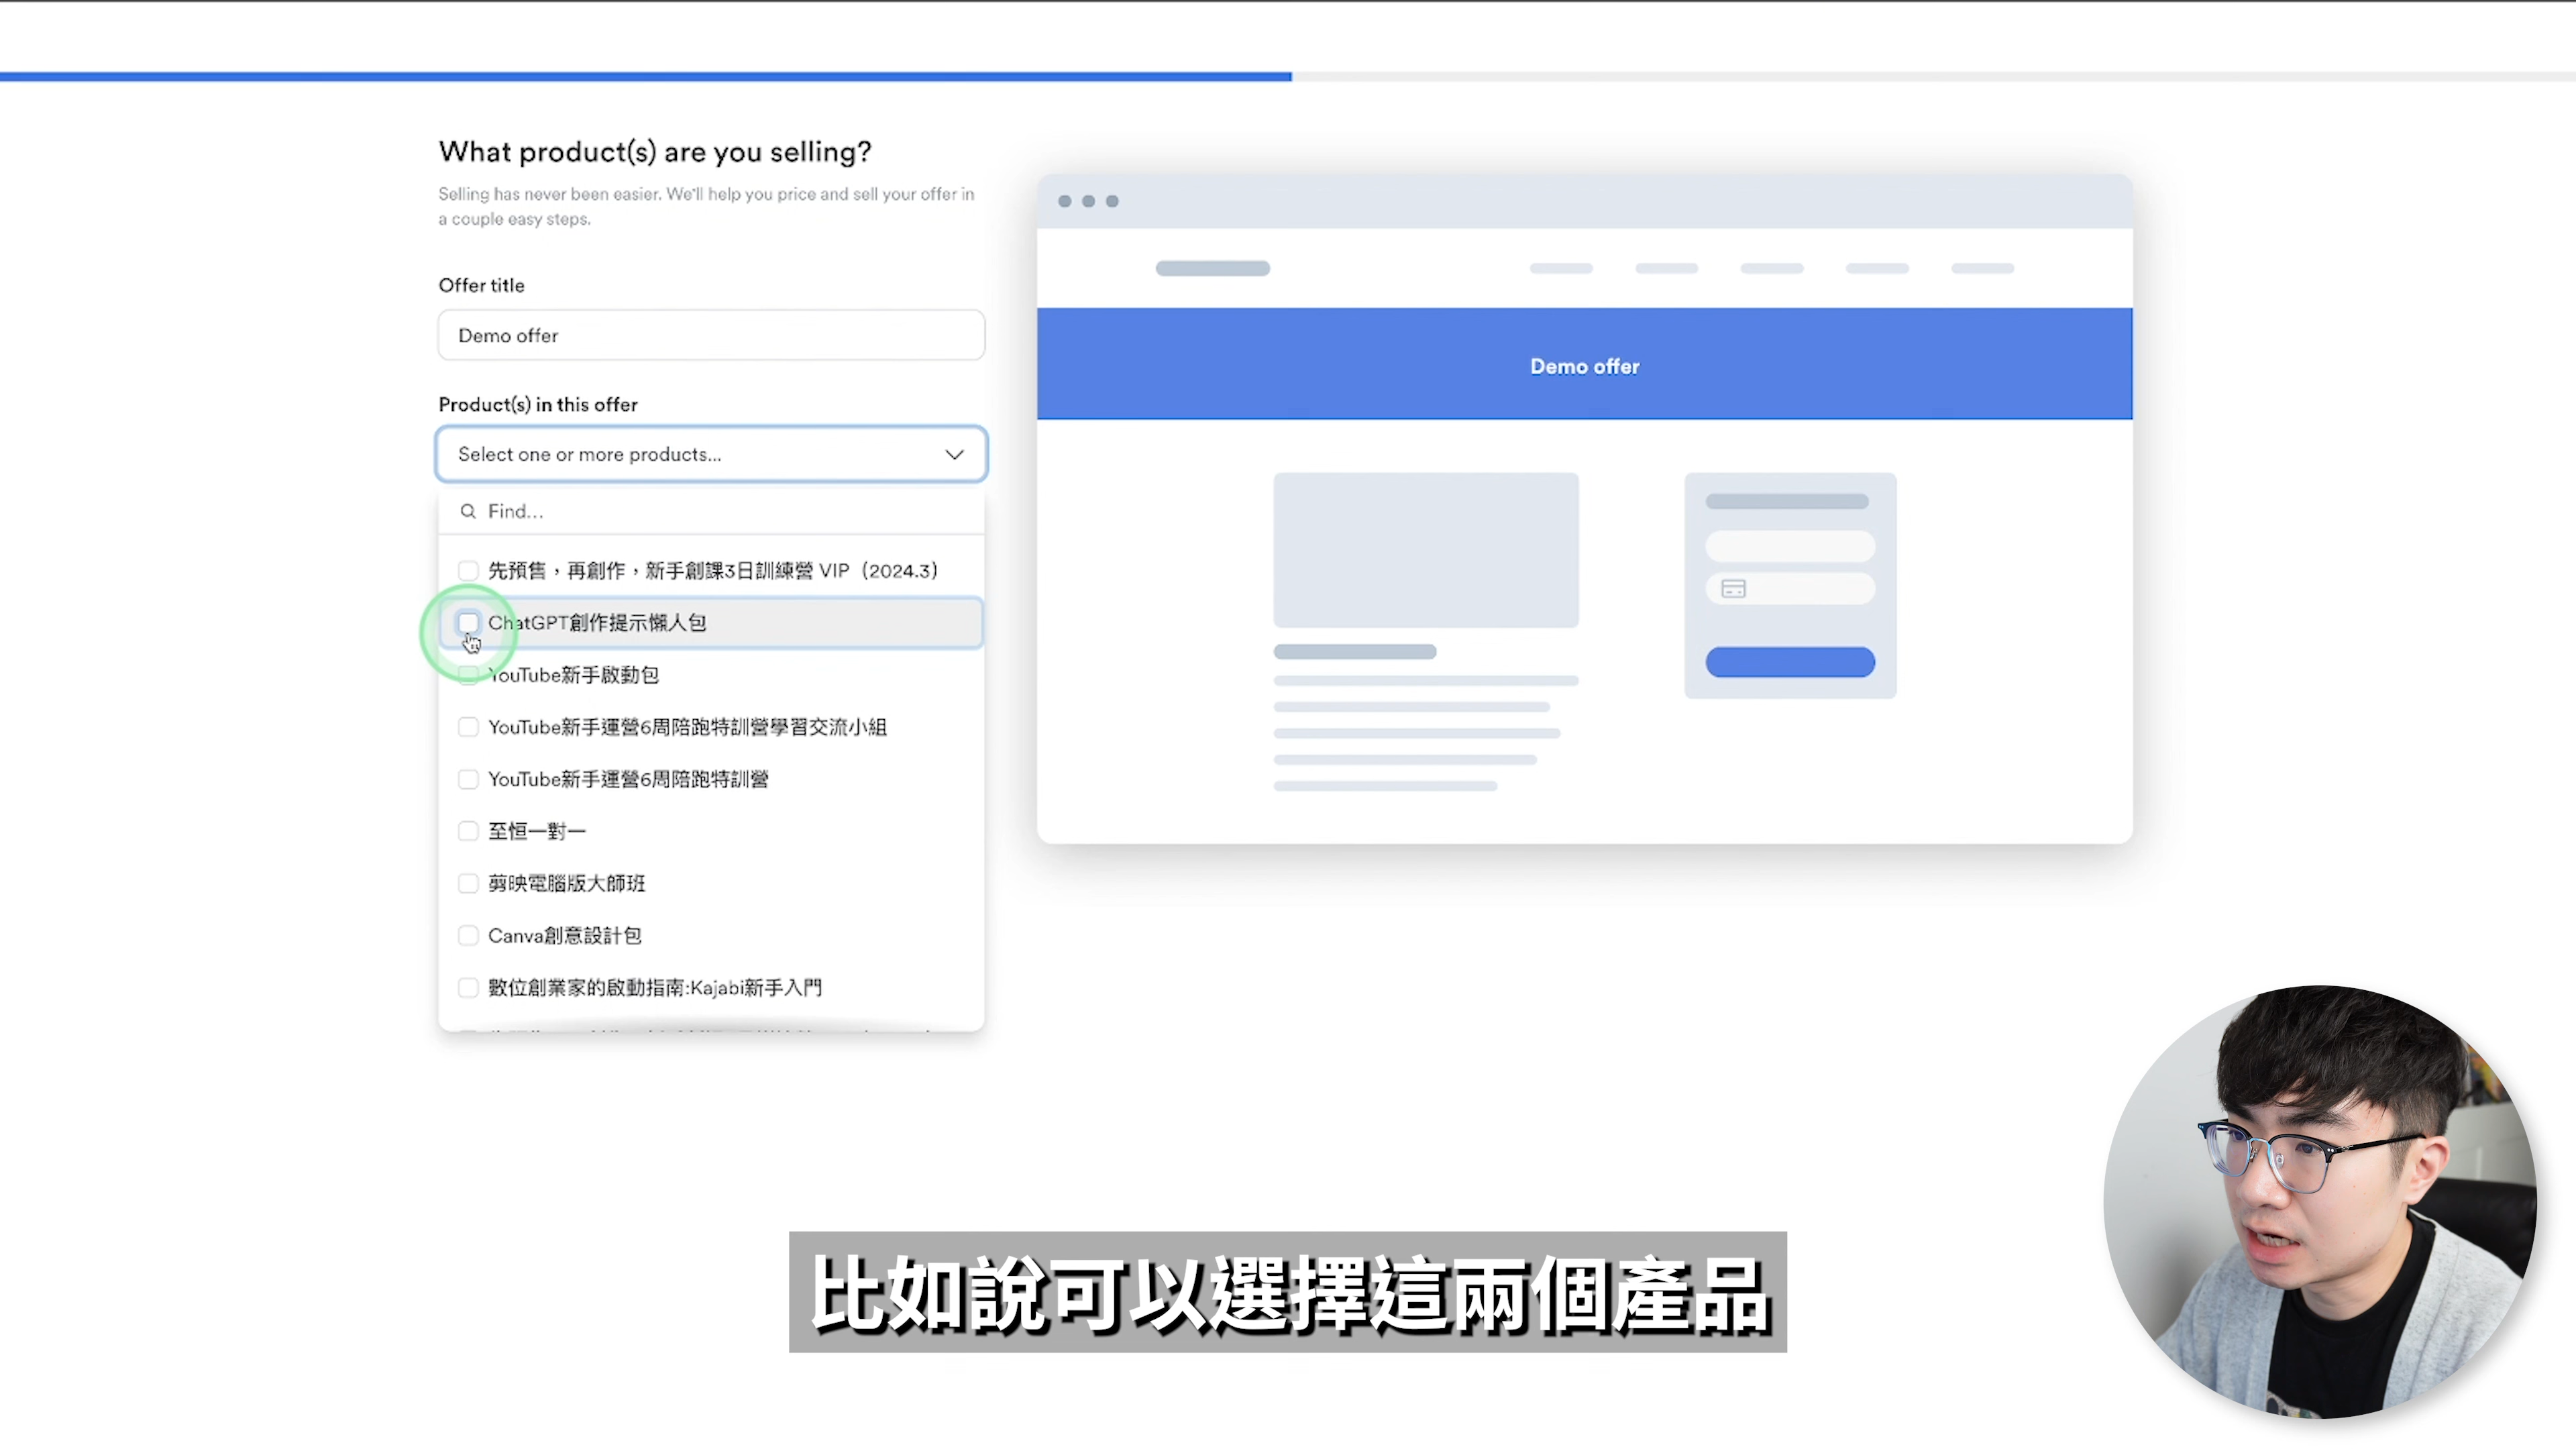 What product(s) are you selling?
Selling has never been easier. We'll help you price and sell your offer in
a couple easy steps.
Offer title
Demo offer
Product(s) in this offer
Select one or more products...
Find...
先預售，再創作，新手創課3日訓練營 VIP（2024.3）
ChatGPT創作提示懶人包
YouTube新手啟動包
YouTube新手運營6周陪跑特訓營學習交流小組
YouTube新手運營6周陪跑特訓營
至恒一對一
剪映電腦版大師班
Canva創意設計包
數位創業家的啟動指南:Kajabi新手入門
Demo offer
比如說可以選擇這兩個產品